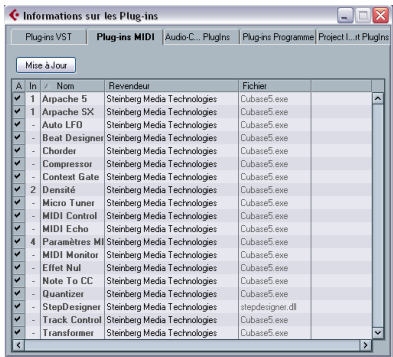 Informations sur les Plug-ins
Plug-ins VST Plug-ins MIDI Audio-C... PlugIns Plug-ins Programme Project I...rt PlugIns
Mise à Jour
A In Nom Revendeur Fichier
1 Arpache 5 Steinberg Media Technologies Cubase5.exe
1 Arpache SX Steinberg Media Technologies Cubase5.exe
- Auto LFO Steinberg Media Technologies Cubase5.exe
- Beat Designer Steinberg Media Technologies Cubase5.exe
- Chorder Steinberg Media Technologies Cubase5.exe
- Compressor Steinberg Media Technologies Cubase5.exe
- Context Gate Steinberg Media Technologies Cubase5.exe
2 Densité Steinberg Media Technologies Cubase5.exe
- Micro Tuner Steinberg Media Technologies Cubase5.exe
- MIDI Control Steinberg Media Technologies Cubase5.exe
- MIDI Echo Steinberg Media Technologies Cubase5.exe
4 Paramètres MI Steinberg Media Technologies Cubase5.exe
- MIDI Monitor Steinberg Media Technologies Cubase5.exe
- Effet Nul Steinberg Media Technologies Cubase5.exe
- Note To CC Steinberg Media Technologies Cubase5.exe
- Quantizer Steinberg Media Technologies Cubase5.exe
- StepDesigner Steinberg Media Technologies stepdesigner.dll
- Track Control Steinberg Media Technologies Cubase5.exe
- Transformer Steinberg Media Technologies Cubase5.exe